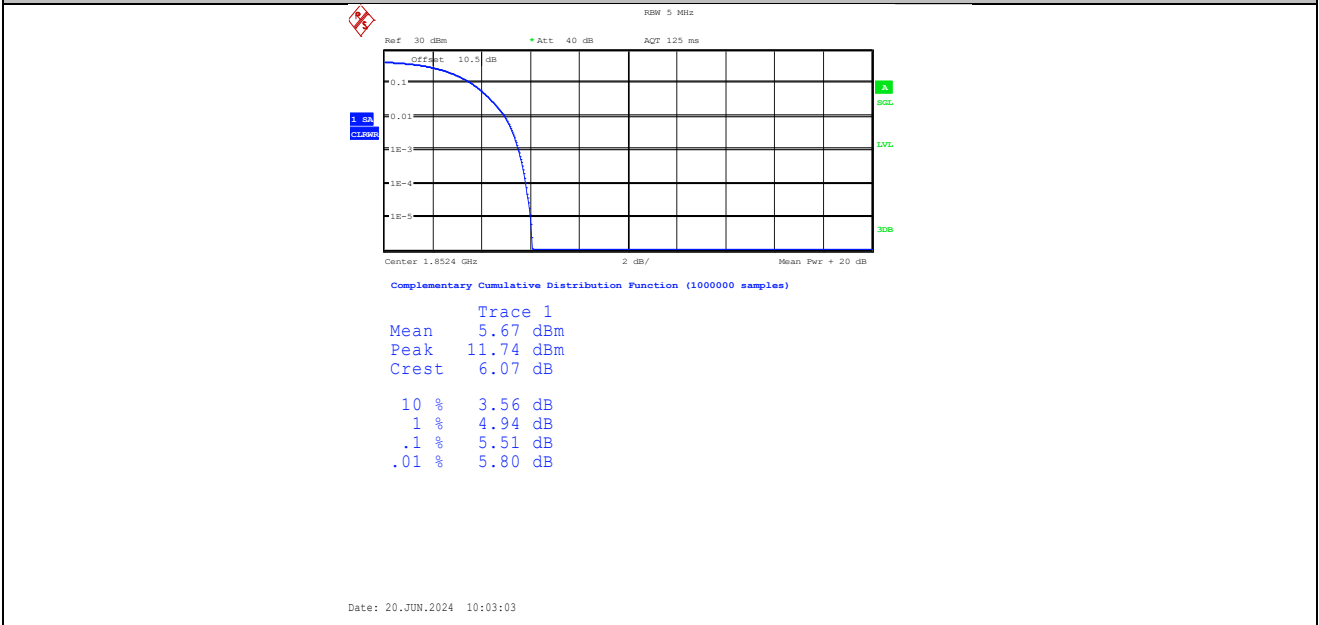 RBW 5 MHz
R S
Ref 30 dBm * Att 40 dB AQT 125 ms
Offset 10.5 dB
0.1
A
SGL
1 SA
0.01
CLRWR
1E-3
LVL
1E-4
1E-5
3DB
Center 1.8524 GHz 2 dB/ Mean Pwr + 20 dB
Complementary Cumulative Distribution Function (1000000 samples)
Trace 1
Mean 5.67 dBm
Peak 11.74 dBm
Crest 6.07 dB
10 % 3.56 dB
1 % 4.94 dB
.1 % 5.51 dB
.01 % 5.80 dB
Date: 20.JUN.2024 10:03:03